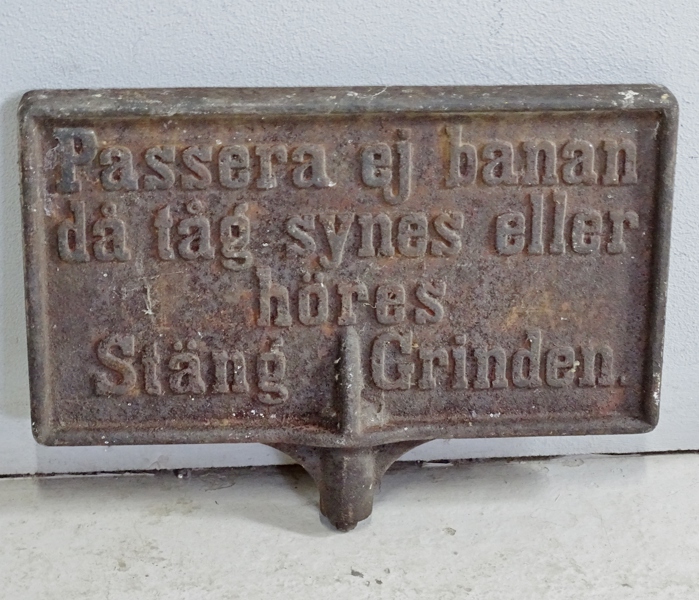 Passera ej banan
då tåg synes eller
höres
Stäng Grinden.